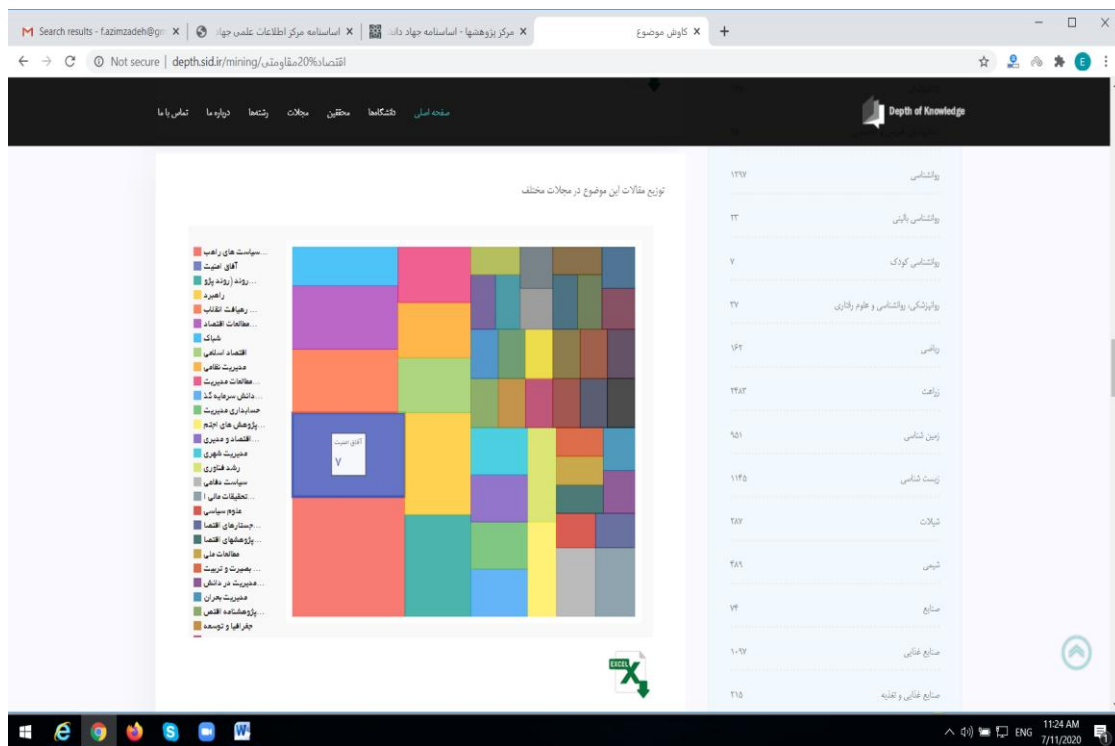 Search results - f.azimzadeh@gm
اساسنامه مرکز اطلاعات علمی جهاد
مرکز پژوهشها - اساسنامه جهاد دان
کاوش موضوع
Not secure | depth.sid.ir/mining/اقتصاد%20مقاومتی
E
Depth of Knowledge
صفحه اصلی
دانشگاهها
محققین
مجلات
رشتهها
درباره ما
تماس با ما
توزیع مقالات این موضوع در مجلات مختلف
سیاست های راهب...
آفاق امنیت
روند ( روند پژو...
راهبرد
رهیافت انقلاب ...
مطالعات اقتصاد...
شباک
اقتصاد اسلامی
مدیریت نظامی
مطالعات مدیریت...
دانش سرمایه گذ...
حسابداری مدیریت
پژوهش های اجتم...
اقتصاد و مدیری...
مدیریت شهری
رشد فناوری
سیاست دفاعی
تحقیقات مالی ا...
علوم سیاسی
جستارهای اقتصا...
پژوهشهای اقتصا...
مطالعات ملی
بصیرت و تربیت ...
مدیریت در دانش...
مدیریت بحران
پژوهشنامه اقتص...
جغرافیا و توسعه
آفاق امنیت
۷
EXCEL
X
روانشناسی ۱۲۹۷
روانشناسی بالینی ۲۳
روانشناسی کودک ۷
روانپزشکی، روانشناسی و علوم رفتاری ۲۷
ریاضی ۱۶۲
زراعت ۲۴۸۳
زمین شناسی ۹۵۱
زیست شناسی ۱۱۴۵
شیلات ۲۸۷
شیمی ۴۸۹
صنایع ۷۴
صنایع غذایی ۱۰۹۷
صنایع غذایی و تغذیه ۲۱۵
ENG
11:24 AM
7/11/2020